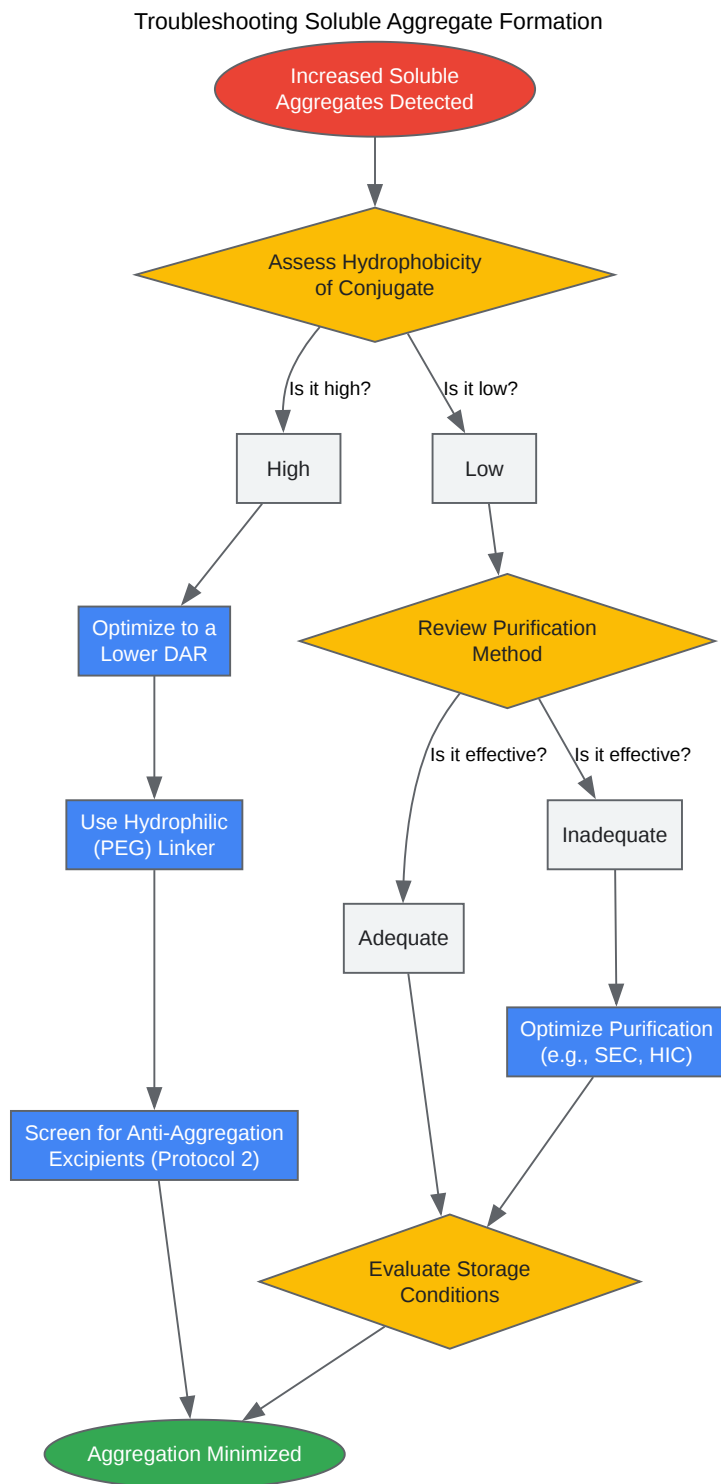 Troubleshooting Soluble Aggregate Formation
Increased Soluble
Aggregates Detected
Assess Hydrophobicity
of Conjugate
Is it high?
Is it low?
High
Low
Optimize to a
Lower DAR
Review Purification
Method
Is it effective?
Is it effective?
Use Hydrophilic
(PEG) Linker
Inadequate
Adequate
Optimize Purification
(e.g., SEC, HIC)
Screen for Anti-Aggregation
Excipients (Protocol 2)
Evaluate Storage
Conditions
Aggregation Minimized